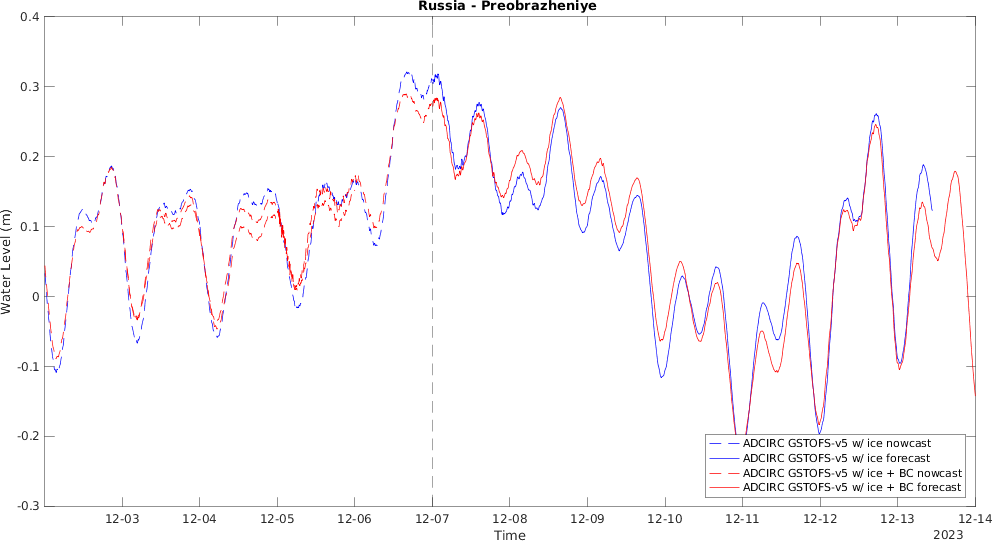 Russia - Preobrazheniye
Water Level (m)
0.4
0.3
0.2
0.1
0
-0.1
-0.2
-0.3
ADCIRC GSTOFS-v5 w/ ice nowcast
ADCIRC GSTOFS-v5 w/ ice forecast
ADCIRC GSTOFS-v5 w/ ice + BC nowcast
ADCIRC GSTOFS-v5 w/ ice + BC forecast
12-03 12-04 12-05 12-06 12-07 12-08 12-09 12-10 12-11 12-12 12-13 12-14
Time
2023